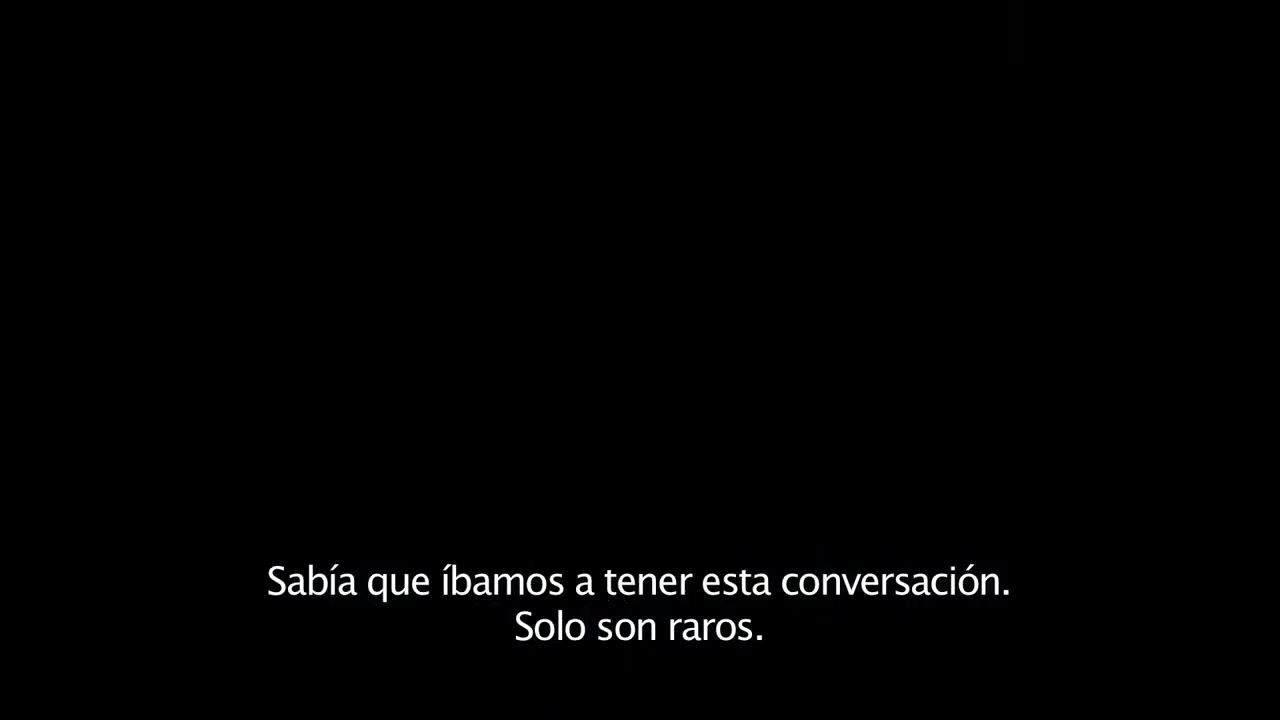 Sabía que íbamos a tener esta conversación.
Solo son raros.